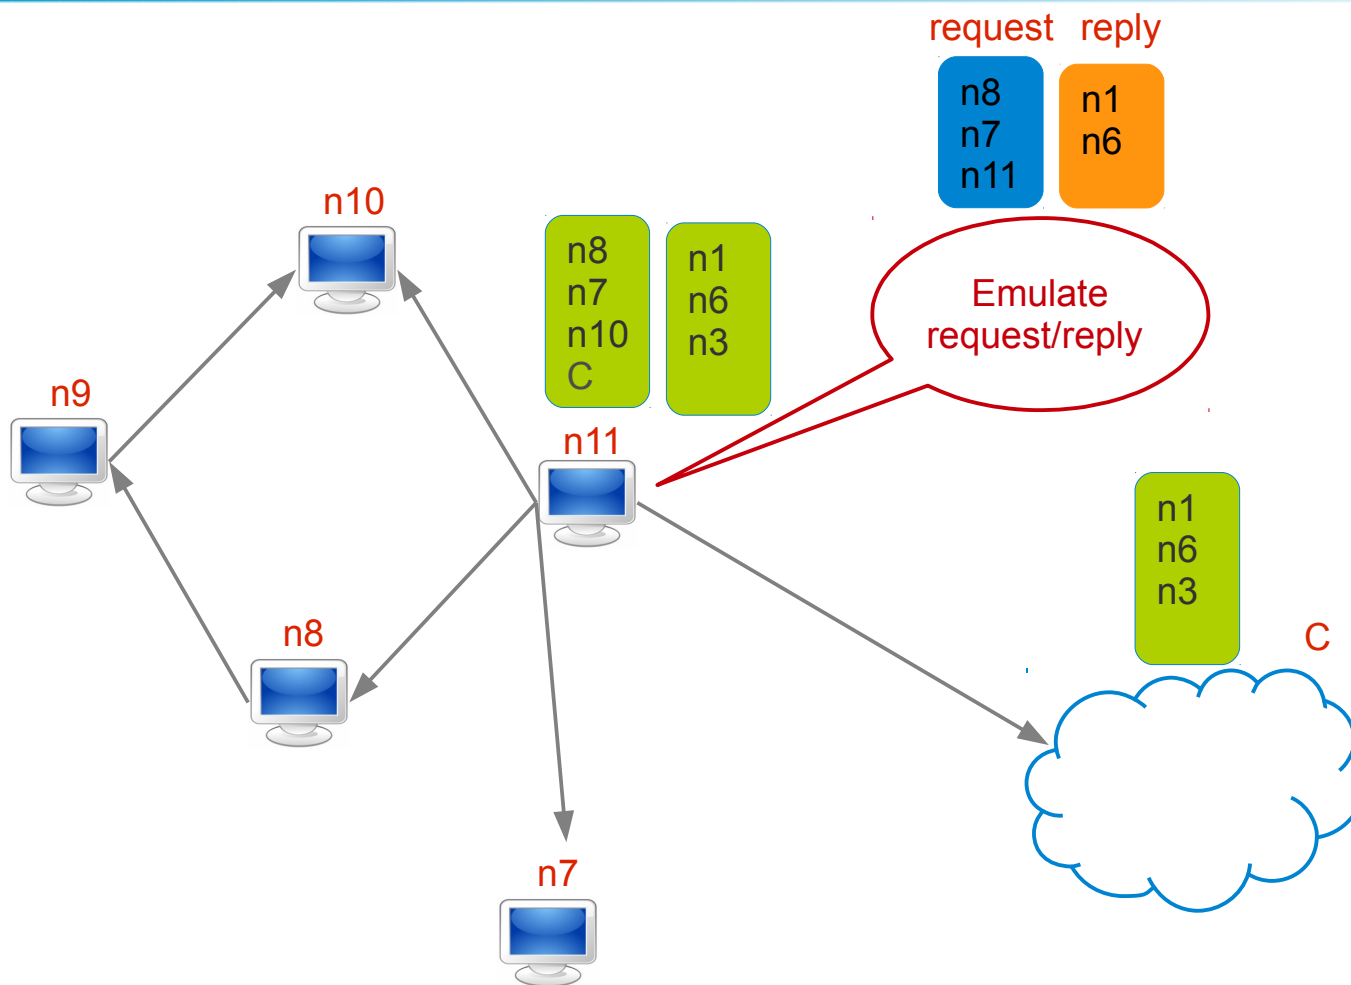 request reply
n8
n7
n11
n1
n6
n10
n8
n7
n10
C
n1
n6
n3
Emulate
request/reply
n9
n11
n1
n6
n3
n8
C
n7